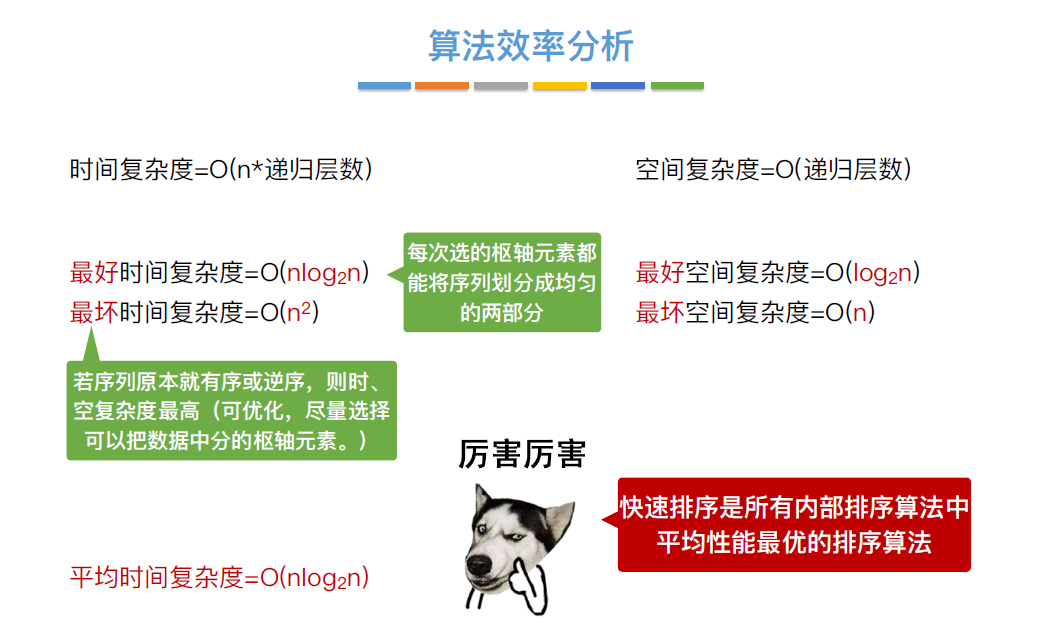 算法效率分析
时间复杂度=O(n*递归层数)
空间复杂度=O(递归层数)
最好时间复杂度=O(nlog₂n)
最坏时间复杂度=O(n²)
每次选的枢轴元素都
能将序列划分成均匀
的两部分
最好空间复杂度=O(log₂n)
最坏空间复杂度=O(n)
若序列原本就有序或逆序，则时、
空复杂度最高（可优化，尽量选择
可以把数据中分的枢轴元素。）
厉害厉害
快速排序是所有内部排序算法中
平均性能最优的排序算法
平均时间复杂度=O(nlog₂n)